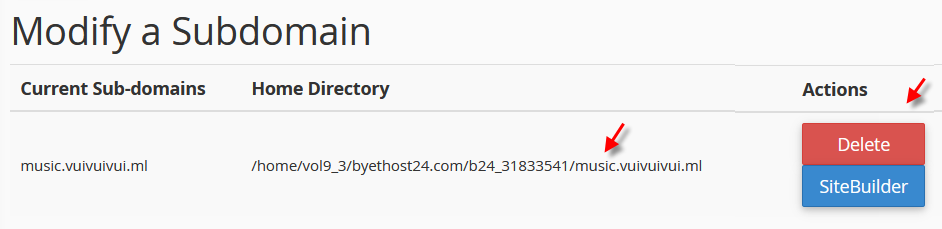 Modify a Subdomain
Current Sub-domains Home Directory Actions
music.vuivuivui.ml /home/vol9_3/byethost24.com/b24_31833541/music.vuivuivui.ml Delete
SiteBuilder